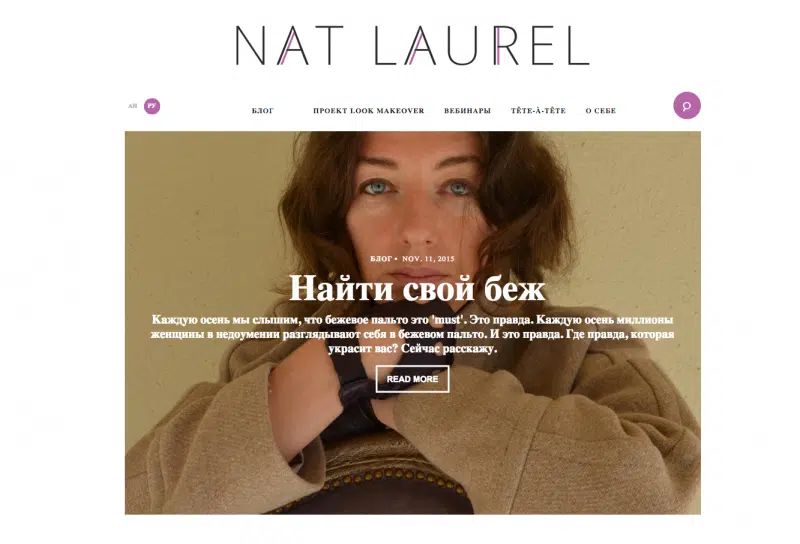 NAT LAUREL
АН РУ
БЛОГ ПРОЕКТ LOOK MAKEOVER ВЕБИНАРЫ TÊTE-À-TÊTE О СЕБЕ
БЛОГ • NOV. 11, 2015
Найти свой беж
Каждую осень мы слышим, что бежевое пальто это 'must'. Это правда. Каждую осень миллионы
женщины в недоумении разглядывают себя в бежевом пальто. И это правда. Где правда, которая
украсит вас? Сейчас расскажу.
READ MORE